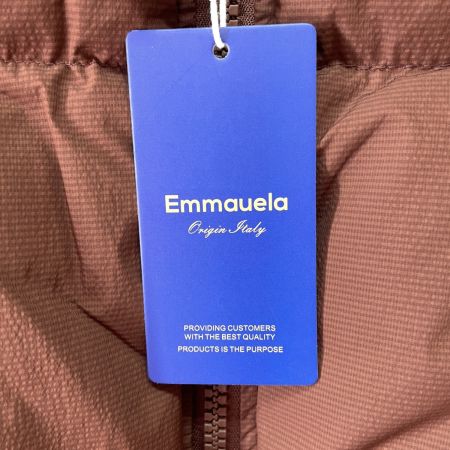 Emmauela
Origin Italy
PROVIDING CUSTOMERS
WITH THE BEST QUALITY
PRODUCTS IS THE PURPOSE